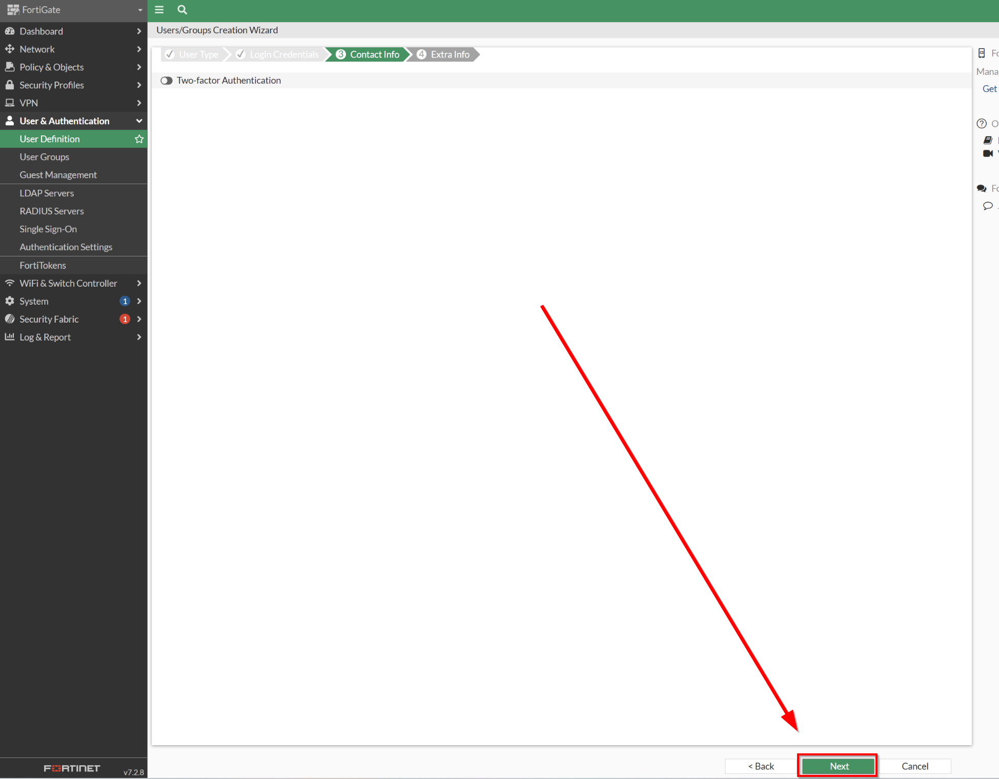 FortiGate
Users/Groups Creation Wizard
Dashboard
Network
Policy & Objects
Security Profiles
VPN
User & Authentication
User Definition
User Groups
Guest Management
LDAP Servers
RADIUS Servers
Single Sign-On
Authentication Settings
FortiTokens
WiFi & Switch Controller
System 1
Security Fabric 1
Log & Report
FORTINET v7.2.8
User Type Login Credentials 3 Contact Info 4 Extra Info
Two-factor Authentication
Get
< Back Next Cancel